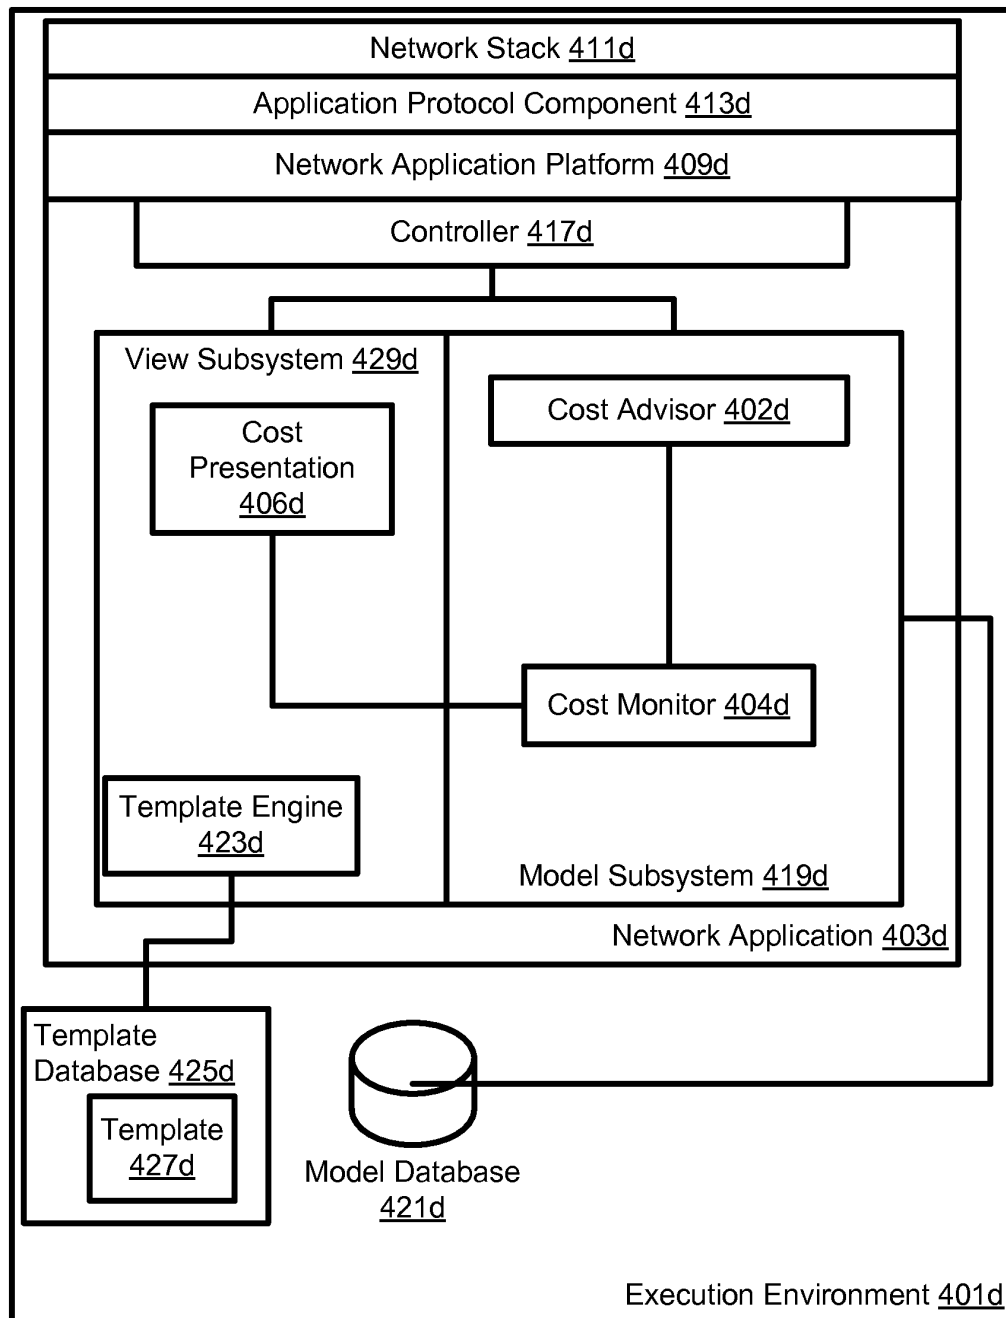 Network Stack 411d
Application Protocol Component 413d
Network Application Platform 409d
Controller 417d
View Subsystem 429d
Cost
Presentation
406d
Cost Advisor 402d
Cost Monitor 404d
Template Engine
423d
Model Subsystem 419d
Network Application 403d
Template
Database 425d
Template
427d
Model Database
421d
Execution Environment 401d